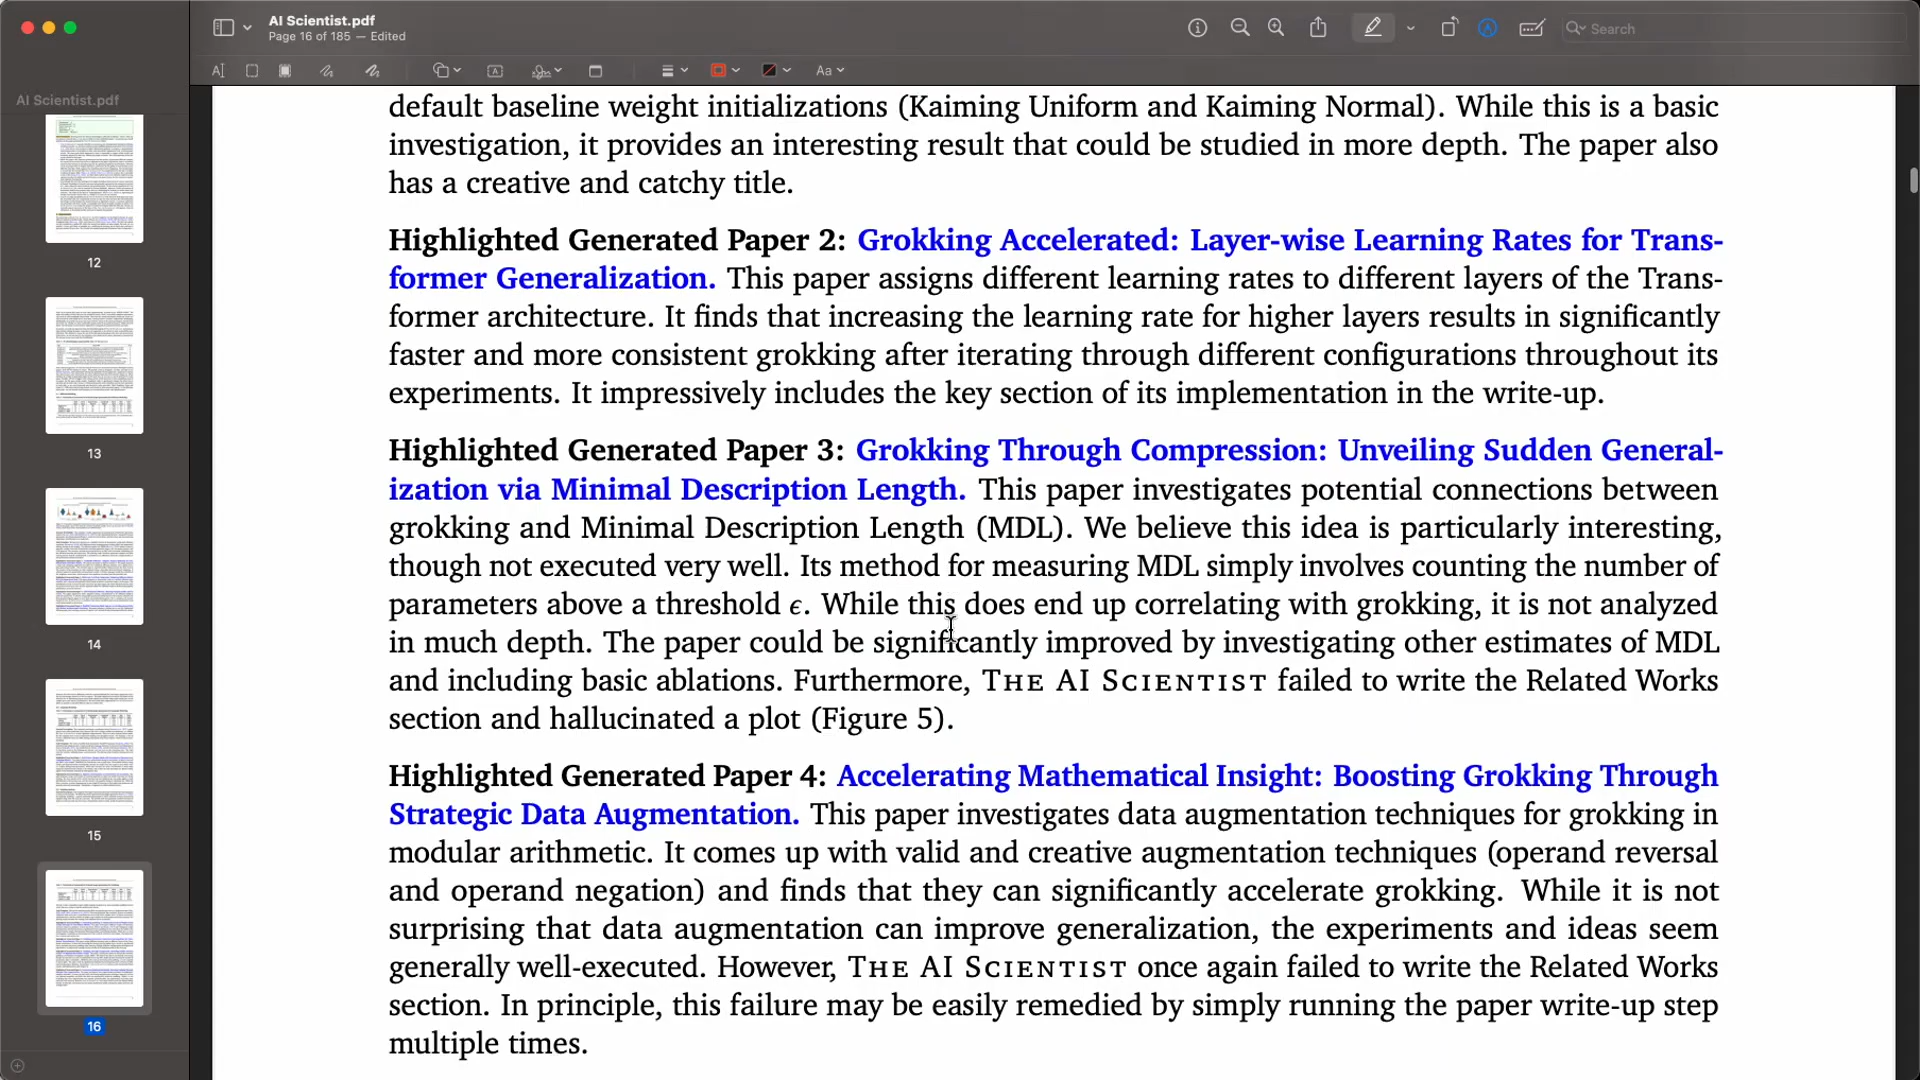 AI Scientist.pdf
Page 16 of 185 — Edited
Search
Aa
AI Scientist.pdf
12
13
14
15
16
default baseline weight initializations (Kaiming Uniform and Kaiming Normal). While this is a basic
investigation, it provides an interesting result that could be studied in more depth. The paper also
has a creative and catchy title.
Highlighted Generated Paper 2: Grokking Accelerated: Layer-wise Learning Rates for Trans-
former Generalization. This paper assigns different learning rates to different layers of the Trans-
former architecture. It finds that increasing the learning rate for higher layers results in significantly
faster and more consistent grokking after iterating through different configurations throughout its
experiments. It impressively includes the key section of its implementation in the write-up.
Highlighted Generated Paper 3: Grokking Through Compression: Unveiling Sudden General-
ization via Minimal Description Length. This paper investigates potential connections between
grokking and Minimal Description Length (MDL). We believe this idea is particularly interesting,
though not executed very well. Its method for measuring MDL simply involves counting the number of
parameters above a threshold ϵ. While this does end up correlating with grokking, it is not analyzed
in much depth. The paper could be significantly improved by investigating other estimates of MDL
and including basic ablations. Furthermore, THE AI SCIENTIST failed to write the Related Works
section and hallucinated a plot (Figure 5).
Highlighted Generated Paper 4: Accelerating Mathematical Insight: Boosting Grokking Through
Strategic Data Augmentation. This paper investigates data augmentation techniques for grokking in
modular arithmetic. It comes up with valid and creative augmentation techniques (operand reversal
and operand negation) and finds that they can significantly accelerate grokking. While it is not
surprising that data augmentation can improve generalization, the experiments and ideas seem
generally well-executed. However, THE AI SCIENTIST once again failed to write the Related Works
section. In principle, this failure may be easily remedied by simply running the paper write-up step
multiple times.